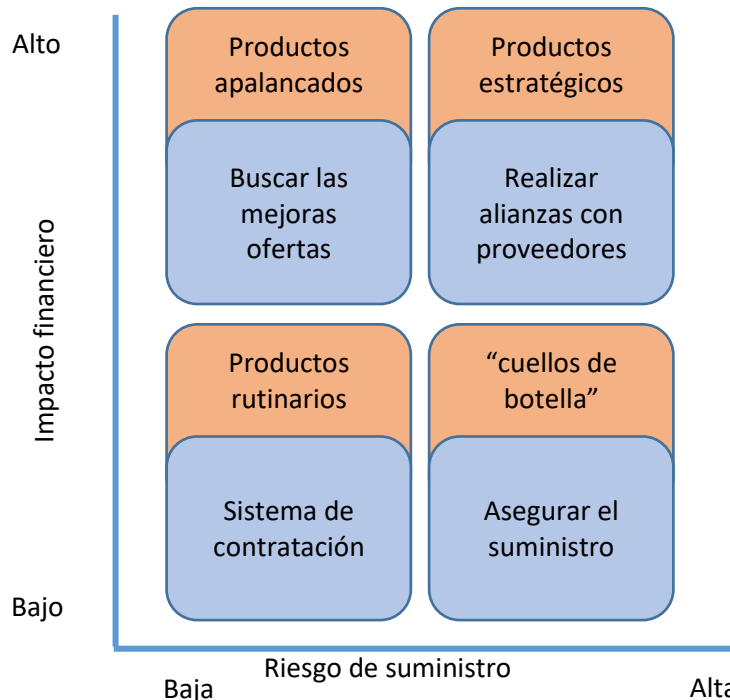 Alto
Productos
apalancados
Productos
estratégicos
Buscar las
mejoras
ofertas
Realizar
alianzas con
proveedores
Impacto financiero
Productos
rutinarios
“cuellos de
botella”
Sistema de
contratación
Asegurar el
suministro
Bajo
Riesgo de suministro
Baja
Alta